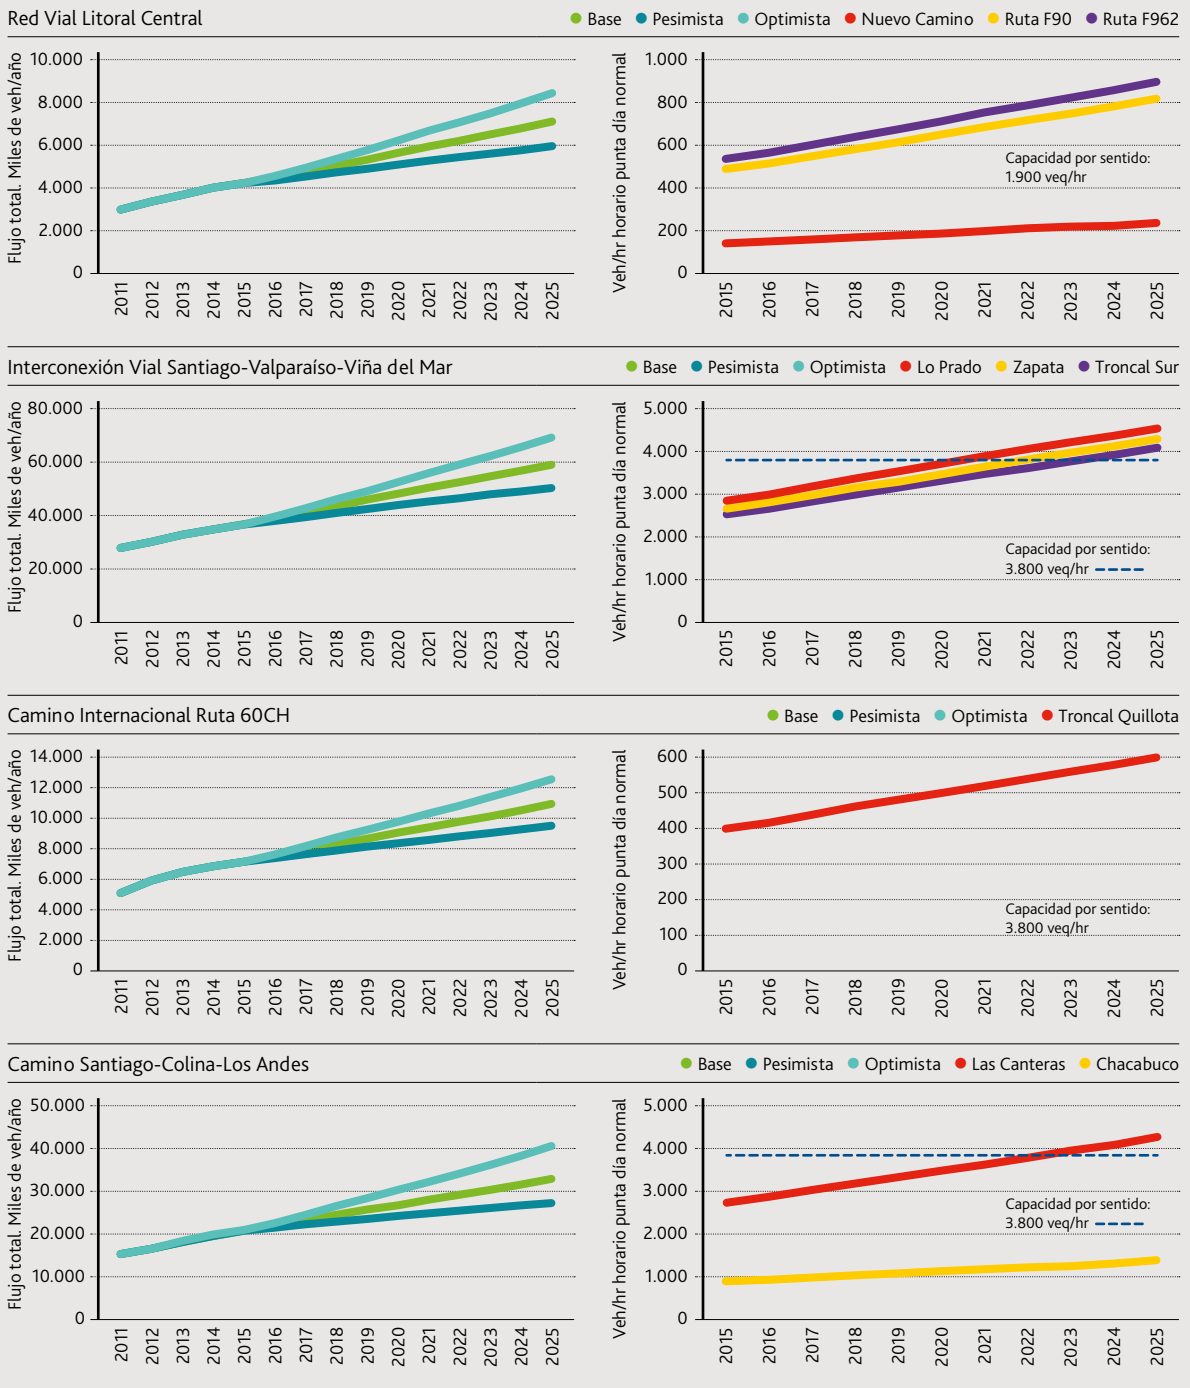 Red Vial Litoral Central
Base Pesimista Optimista Nuevo Camino Ruta F90 Ruta F962
Flujo total. Miles de veh/año
10.000
8.000
6.000
4.000
2.000
0
2011 2012 2013 2014 2015 2016 2017 2018 2019 2020 2021 2022 2023 2024 2025
Veh/hr horario punta día normal
1.000
800
600
400
200
0
Capacidad por sentido:
1.900 veq/hr
2015 2016 2017 2018 2019 2020 2021 2022 2023 2024 2025
Interconexión Vial Santiago-Valparaíso-Viña del Mar
Base Pesimista Optimista Lo Prado Zapata Troncal Sur
Flujo total. Miles de veh/año
80.000
60.000
40.000
20.000
0
2011 2012 2013 2014 2015 2016 2017 2018 2019 2020 2021 2022 2023 2024 2025
Veh/hr horario punta día normal
5.000
4.000
3.000
2.000
1.000
0
Capacidad por sentido:
3.800 veq/hr
2015 2016 2017 2018 2019 2020 2021 2022 2023 2024 2025
Camino Internacional Ruta 60CH
Base Pesimista Optimista Troncal Quillota
Flujo total. Miles de veh/año
14.000
12.000
10.000
8.000
6.000
4.000
2.000
0
2011 2012 2013 2014 2015 2016 2017 2018 2019 2020 2021 2022 2023 2024 2025
Veh/hr horario punta día normal
600
500
400
300
200
100
0
Capacidad por sentido:
3.800 veq/hr
2015 2016 2017 2018 2019 2020 2021 2022 2023 2024 2025
Camino Santiago-Colina-Los Andes
Base Pesimista Optimista Las Canteras Chacabuco
Flujo total. Miles de veh/año
50.000
40.000
30.000
20.000
10.000
0
2011 2012 2013 2014 2015 2016 2017 2018 2019 2020 2021 2022 2023 2024 2025
Veh/hr horario punta día normal
5.000
4.000
3.000
2.000
1.000
0
Capacidad por sentido:
3.800 veq/hr
2015 2016 2017 2018 2019 2020 2021 2022 2023 2024 2025